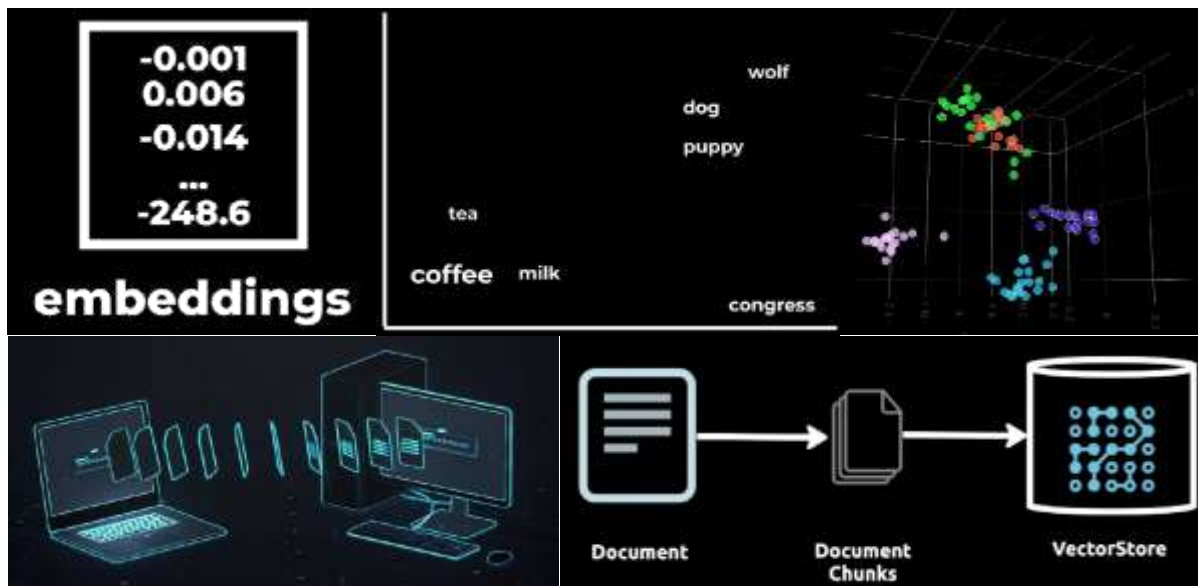 -0.001
0.006
-0.014
...
-248.6
embeddings
wolf
dog
puppy
tea
coffee
milk
congress
Document
Document
Chunks
VectorStore